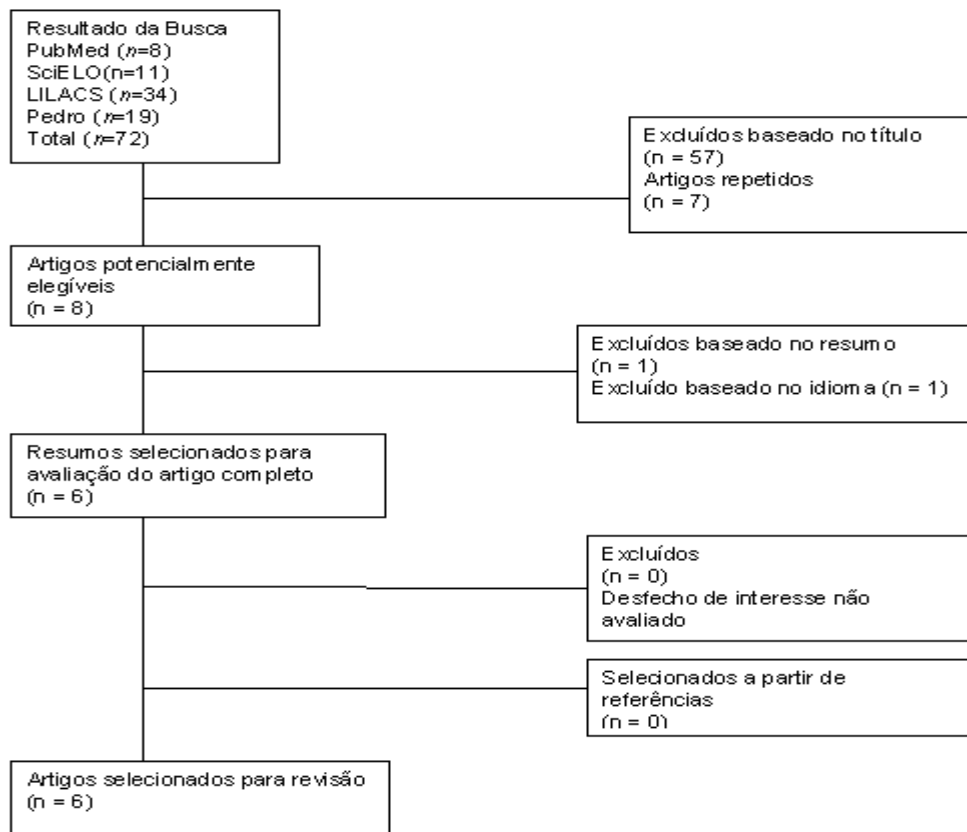 Resultado da Busca
PubMed (n=8)
SciELO(n=11)
LILACS (n=34)
Pedro (n=19)
Total (n=72)
Excluídos baseado no título
(n = 57)
Artigos repetidos
(n = 7)
Artigos potencialmente
elegíveis
(n = 8)
Excluídos baseado no resumo
(n = 1)
Excluído baseado no idioma (n = 1)
Resumos selecionados para
avaliação do artigo completo
(n = 6)
Excluídos
(n = 0)
Desfecho de interesse não
avaliado
Selecionados a partir de
referências
(n = 0)
Artigos selecionados para revisão
(n = 6)